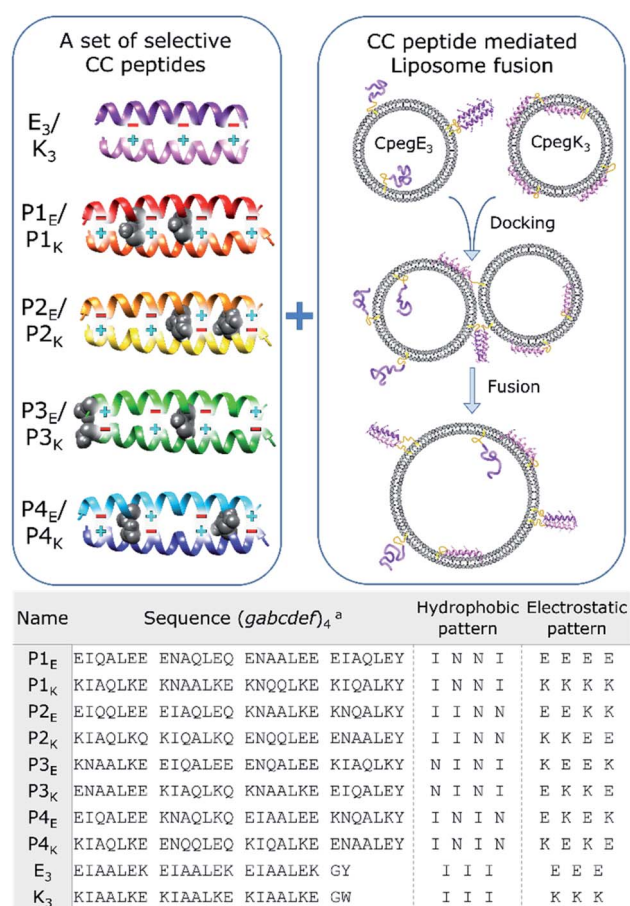 A set of selective
CC peptides
E₃/
K₃
P1E/
P1K
P2E/
P2K
P3E/
P3K
P4E/
P4K
+
CC peptide mediated
Liposome fusion
CpegE₃
CpegK₃
Docking
Fusion
Name Sequence (gabcdef)₄ ᵃ Hydrophobic pattern Electrostatic pattern
P1E EIQALEE ENAQLEQ ENAALEE EIAQLEY I N N I E E E E
P1K KIAQLKE KNAALKE KNQQLKE KIQALKY I N N I K K K K
P2E EIQQLEE EIAQLEQ KNAALKE KNQALKY I I N N E E K K
P2K KIAQLKQ KIQALKQ ENQQLEE ENAALEY I I N N K K E E
P3E KNAALKE EIQALEE ENQALEE KIAQLKY N I N I K E E K
P3K ENAALEE KIAQLKQ KNAALKE EIQALEY N I N I E K K E
P4E EIQALEE KNAQLKQ EIAALEE KNQALKY I N I N E K E K
P4K KIAQLKE ENQQLEQ KIQALKE ENAALEY I N I N K E K E
E₃ EIAALEK EIAALEK EIAALEK GY I I I E E E
K₃ KIAALKE KIAALKE KIAALKE GW I I I K K K